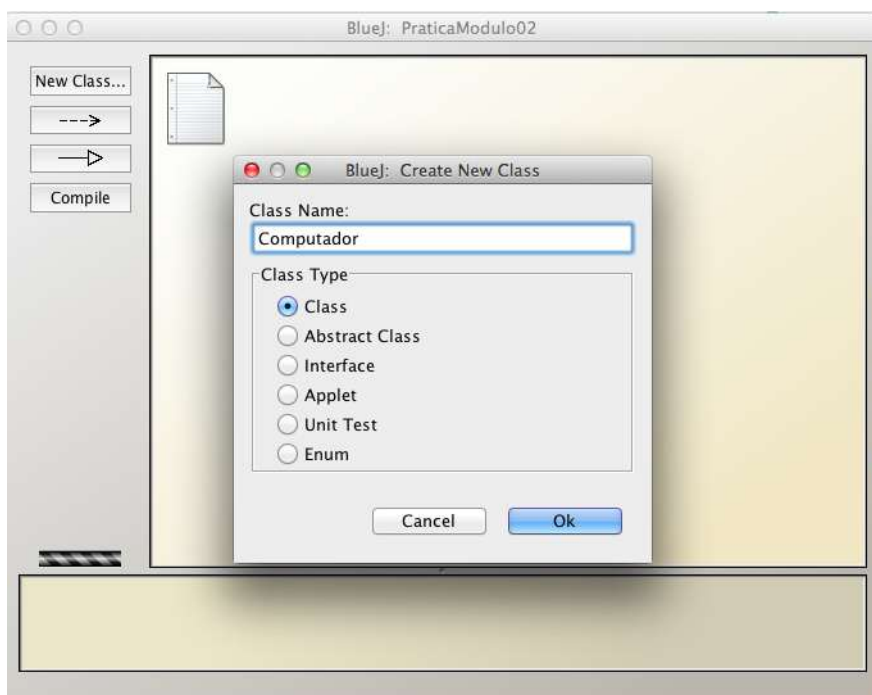 BlueJ: PraticaModulo02
New Class...
Compile
BlueJ: Create New Class
Class Name:
Computador
Class Type
Class
Abstract Class
Interface
Applet
Unit Test
Enum
Cancel
Ok